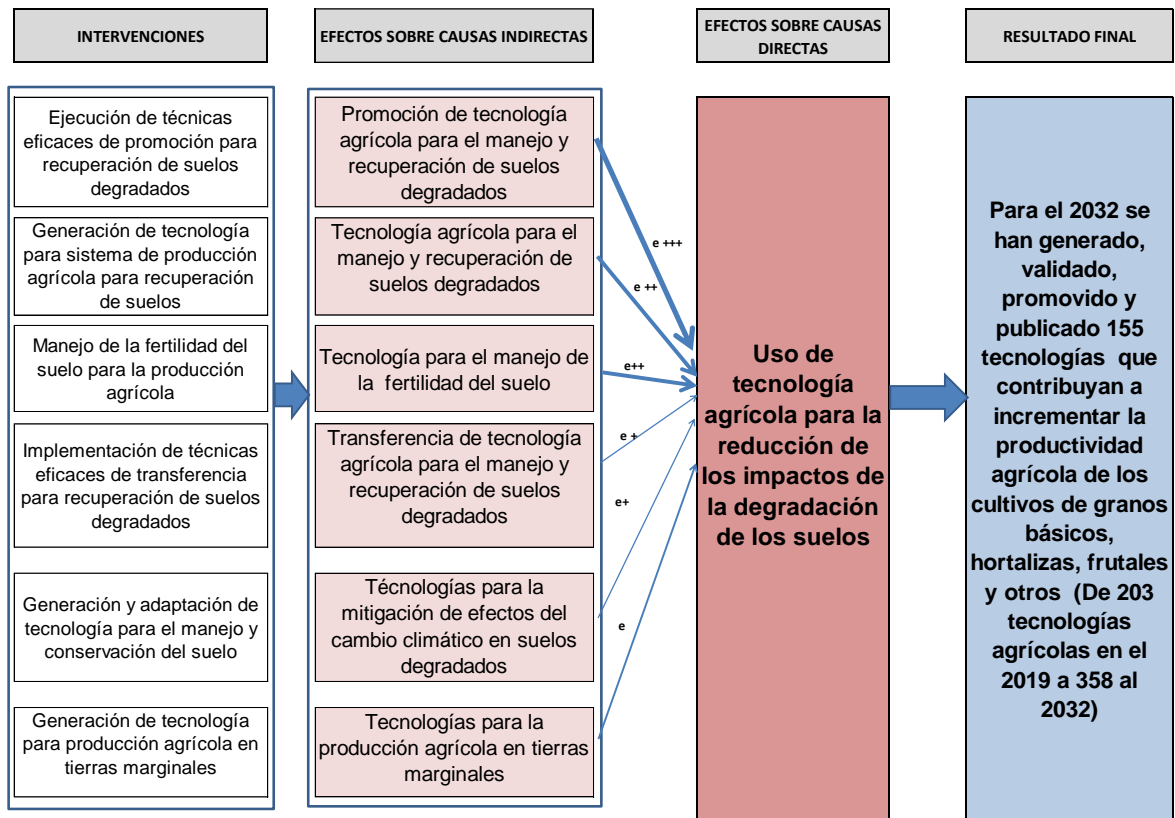 INTERVENCIONES
Ejecución de técnicas
eficaces de promoción para
recuperación de suelos
degradados
Generación de tecnología
para sistema de producción
agrícola para recuperación
de suelos
Manejo de la fertilidad del
suelo para la producción
agrícola
Implementación de técnicas
eficaces de transferencia
para recuperación de suelos
degradados
Generación y adaptación de
tecnología para el manejo y
conservación del suelo
Generación de tecnología
para producción agrícola en
tierras marginales
EFECTOS SOBRE CAUSAS INDIRECTAS
Promoción de tecnología
agrícola para el manejo y
recuperación de suelos
degradados
Tecnología agrícola para el
manejo y recuperación de
suelos degradados
Tecnología para el manejo de
la fertilidad del suelo
Transferencia de tecnología
agrícola para el manejo y
recuperación de suelos
degradados
Técnologías para la
mitigación de efectos del
cambio climático en suelos
degradados
Tecnologías para la
producción agrícola en tierras
marginales
e +++
e ++
e++
e +
e+
e
EFECTOS SOBRE CAUSAS
DIRECTAS
Uso de
tecnología
agrícola para la
reducción de
los impactos de
la degradación
de los suelos
RESULTADO FINAL
Para el 2032 se
han generado,
validado,
promovido y
publicado 155
tecnologías que
contribuyan a
incrementar la
productividad
agrícola de los
cultivos de granos
básicos,
hortalizas, frutales
y otros (De 203
tecnologías
agrícolas en el
2019 a 358 al
2032)